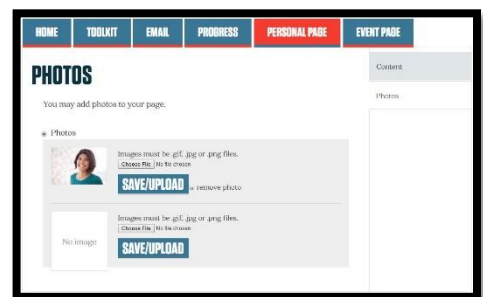 HOME TOOLKIT EMAIL PROGRESS PERSONAL PAGE EVENT PAGE
PHOTOS
Content
You may add photos to your page.
Photos
Photos
Images must be .gif, .jpg or .png files.
Choose File No file chosen
SAVE/UPLOAD or remove photo
Images must be .gif, .jpg or .png files.
No image
Choose File No file chosen
SAVE/UPLOAD